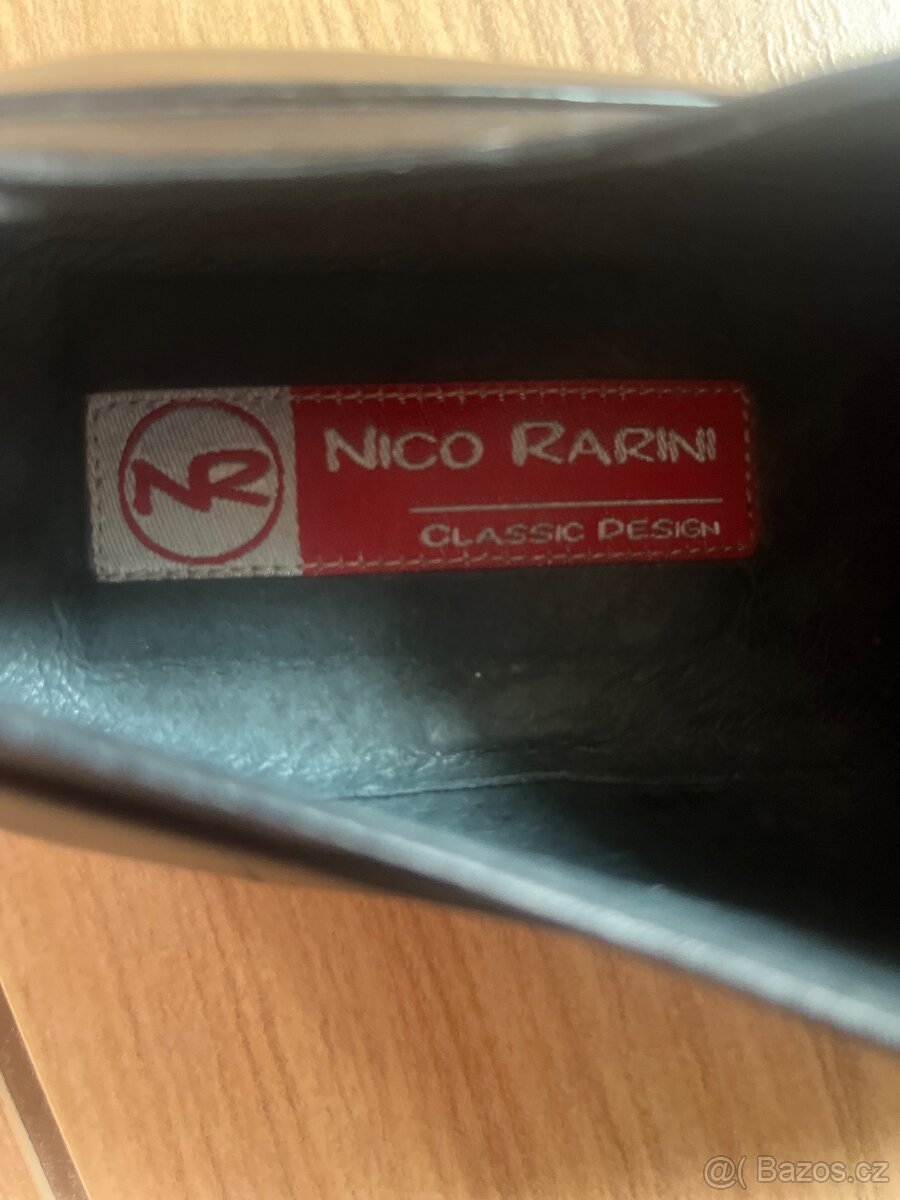 NR
NICO RARINI
CLASSIC DESIGN
@( Bazos.cz